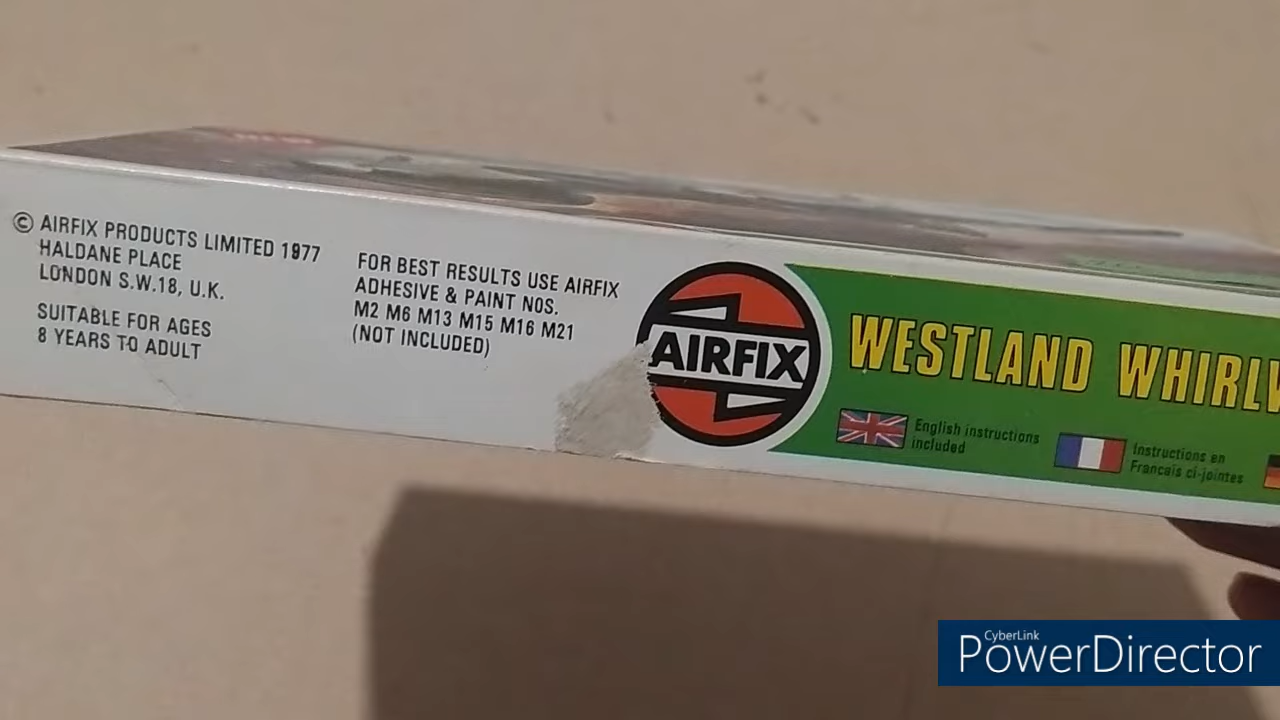 © AIRFIX PRODUCTS LIMITED 1977
HALDANE PLACE
LONDON S.W.18, U.K.
SUITABLE FOR AGES
8 YEARS TO ADULT
FOR BEST RESULTS USE AIRFIX
ADHESIVE & PAINT NOS.
M2 M6 M13 M15 M16 M21
(NOT INCLUDED)
AIRFIX
WESTLAND WHIRLW
English instructions
included
Instructions en
Francais ci-jointes
CyberLink
PowerDirector